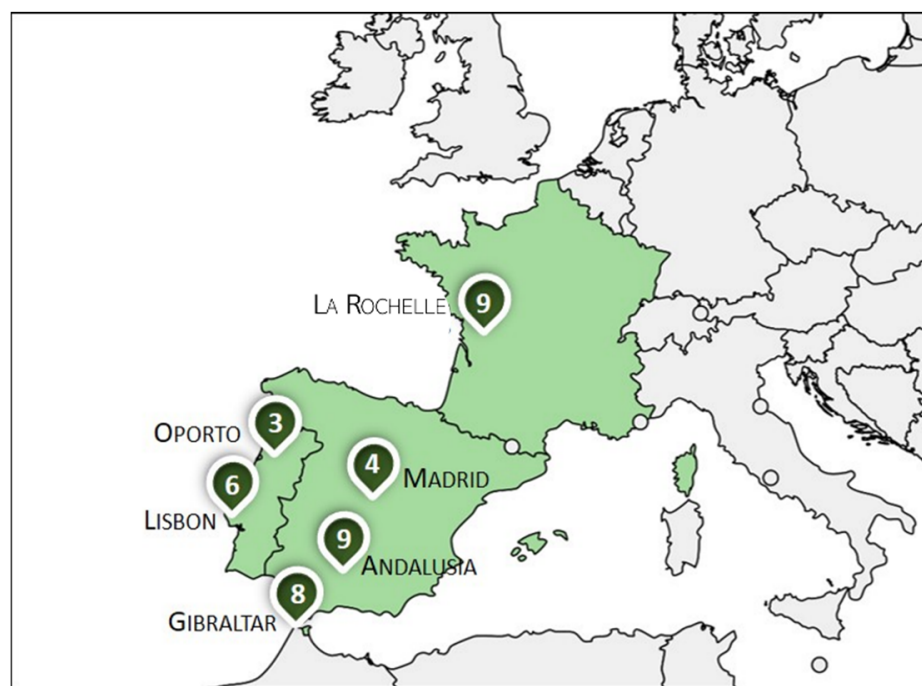 LA ROCHELLE 9
OPORTO 3
4 MADRID
6
LISBON
9
ANDALUSIA
8
GIBRALTAR